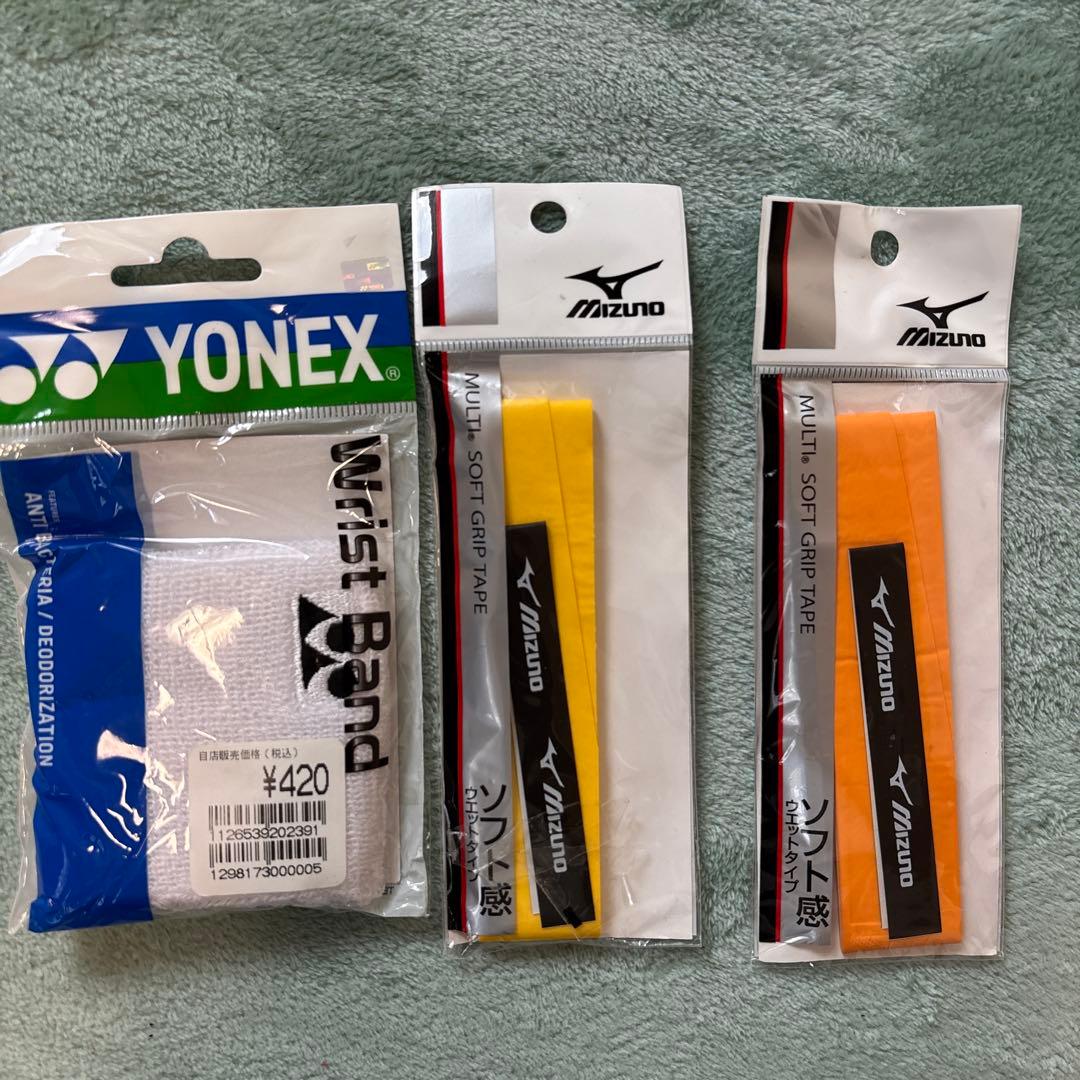 YONEX®
Wrist Band
FEATURES
ANTI BACTERIA / DEODORIZATION
自店販売価格(税込)
¥420
1126539202391
1298173000005
MIZUNO
MULTI® SOFT GRIP TAPE
MIZUNO
MIZUNO
ソフト感
ウエットタイプ
MIZUNO
MULTI® SOFT GRIP TAPE
MIZUNO
MIZUNO
ソフト感
ウエットタイプ